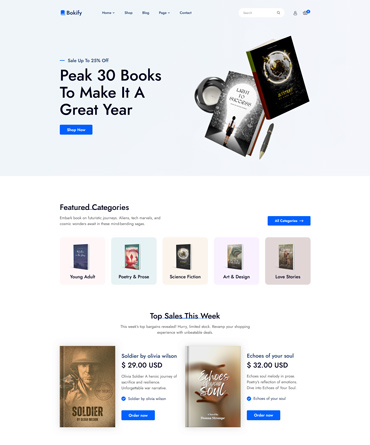 Bokify
Home
Shop
Blog
Page
Contact
Search
Sale Up To 25% Off
Peak 30 Books
To Make It A
Great Year
Shop Now
LIGHT TO SUCCESS
Featured Categories
Embark book on futuristic journeys. Aliens, tech marvels, and
cosmic wonders await in these mind-bending sagas.
All Categories
Young Adult
Poetry & Prose
Science Fiction
Art & Design
Love Stories
Top Sales This Week
This week's top bargains revealed! Hurry, limited stock. Revamp your shopping
experience with unbeatable deals.
SOLDIER
BY OLIVIA WILSON
Soldier by olivia wilson
$ 29.00 USD
Olivia Soldier A heroic journey of
sacrifice and resilience.
Unforgettable war narrative.
Soldier by olivia wilson
Order now
Echoes
OF YOUR
SOUL
Echoes of your soul
$ 32.00 USD
Echoes soul melody in prose.
Poetry's reflection of emotions.
Dive into Echoes of Your Soul.
Echoes of your soul
Order now